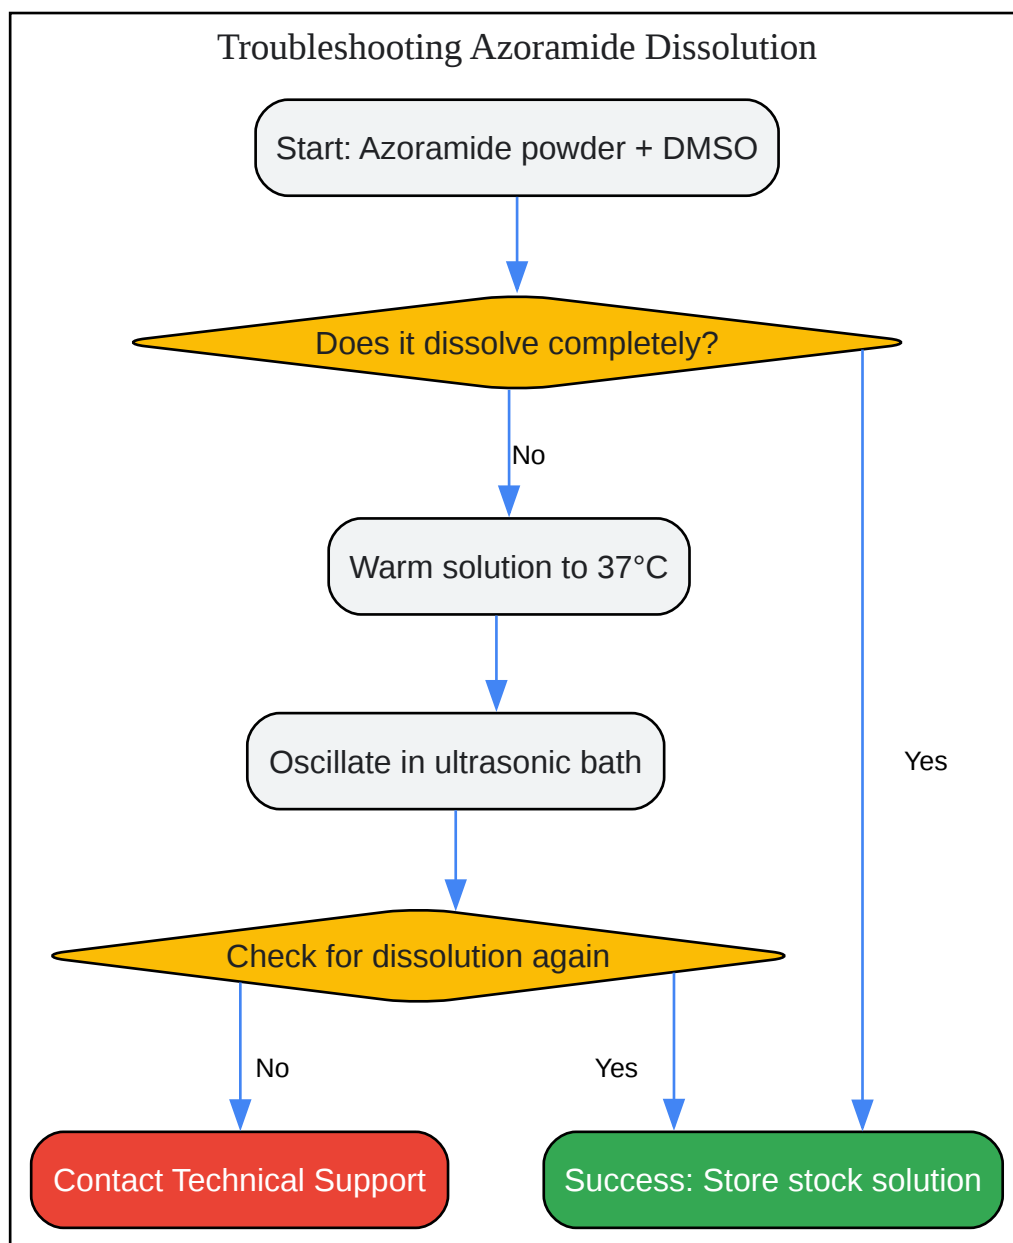 Troubleshooting Azoramide Dissolution
Start: Azoramide powder + DMSO
Does it dissolve completely?
No
Warm solution to 37°C
Oscillate in ultrasonic bath
Yes
Check for dissolution again
No
Yes
Contact Technical Support
Success: Store stock solution